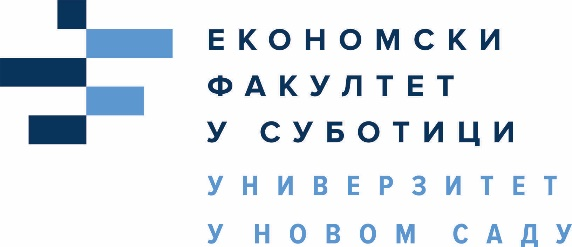 ЕКОНОМСКИ
ФАКУЛТЕТ
У СУБОТИЦИ
УНИВЕРЗИТЕТ
У НОВОМ САДУ